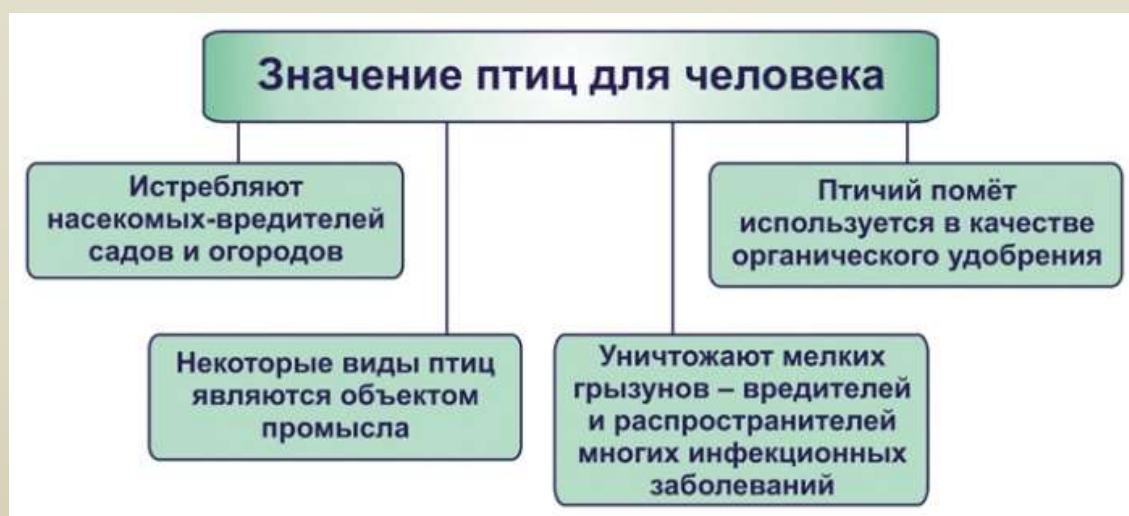 Значение птиц для человека
Истребляют
насекомых-вредителей
садов и огородов
Птичий помёт
используется в качестве
органического удобрения
Некоторые виды птиц
являются объектом
промысла
Уничтожают мелких
грызунов – вредителей
и распространителей
многих инфекционных
заболеваний